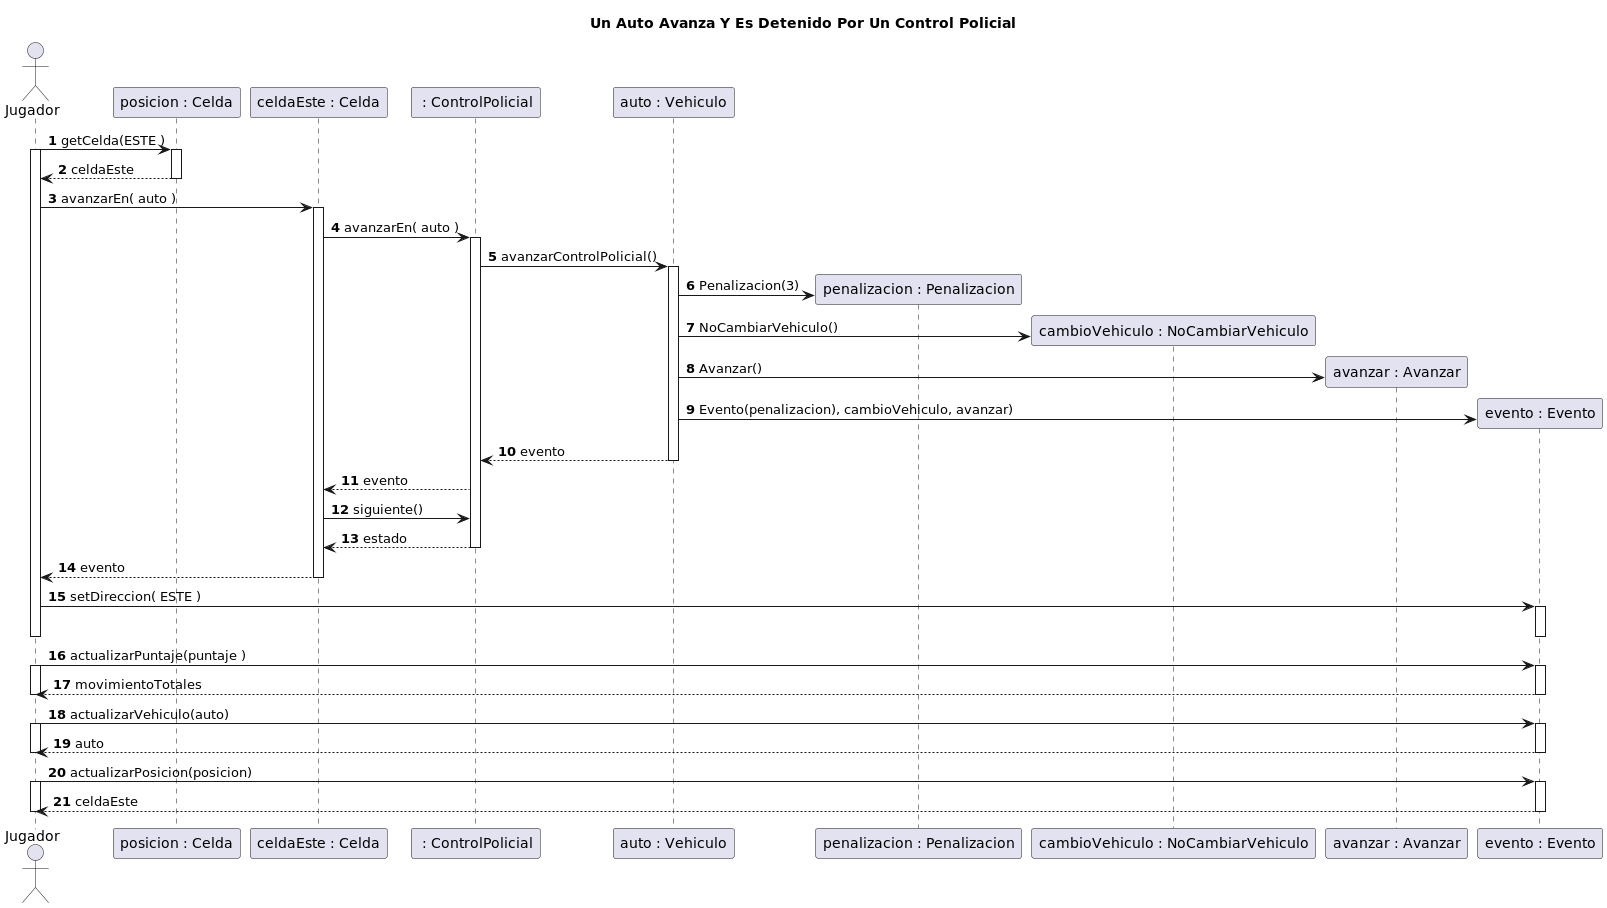 Un Auto Avanza Y Es Detenido Por Un Control Policial
Jugador
posicion : Celda
celdaEste : Celda
: ControlPolicial
auto : Vehiculo
1 getCelda(ESTE )
2 celdaEste
3 avanzarEn( auto )
4 avanzarEn( auto )
5 avanzarControlPolicial()
6 Penalizacion(3)
penalizacion : Penalizacion
7 NoCambiarVehiculo()
cambioVehiculo : NoCambiarVehiculo
8 Avanzar()
avanzar : Avanzar
9 Evento(penalizacion), cambioVehiculo, avanzar)
evento : Evento
10 evento
11 evento
12 siguiente()
13 estado
14 evento
15 setDireccion( ESTE )
16 actualizarPuntaje(puntaje )
17 movimientoTotales
18 actualizarVehiculo(auto)
19 auto
20 actualizarPosicion(posicion)
21 celdaEste
Jugador
posicion : Celda
celdaEste : Celda
: ControlPolicial
auto : Vehiculo
penalizacion : Penalizacion
cambioVehiculo : NoCambiarVehiculo
avanzar : Avanzar
evento : Evento